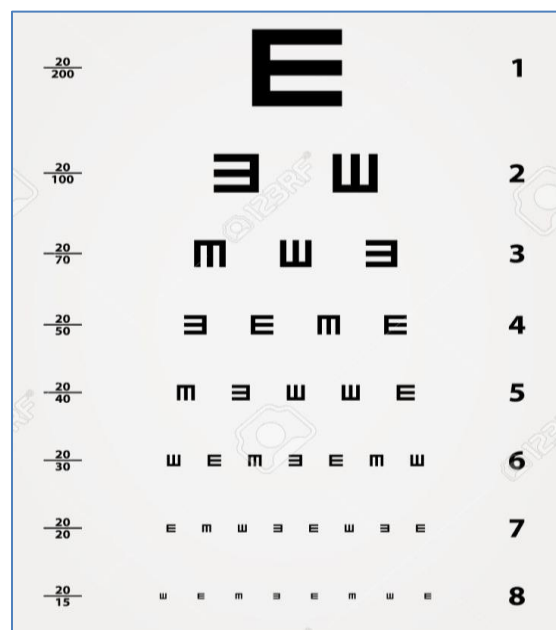 20/200 E 1
20/100 Ǝ Ш 2
123RF
20/70 m Ш Ǝ 3
20/50 Ǝ E m E 4
20/40 m Ǝ Ш Ш E 5
20/30 Ш E m Ǝ E m Ш 6
20/20 E m Ш Ǝ E Ш Ǝ E 7
20/15 Ш E m Ǝ E m Ш E 8